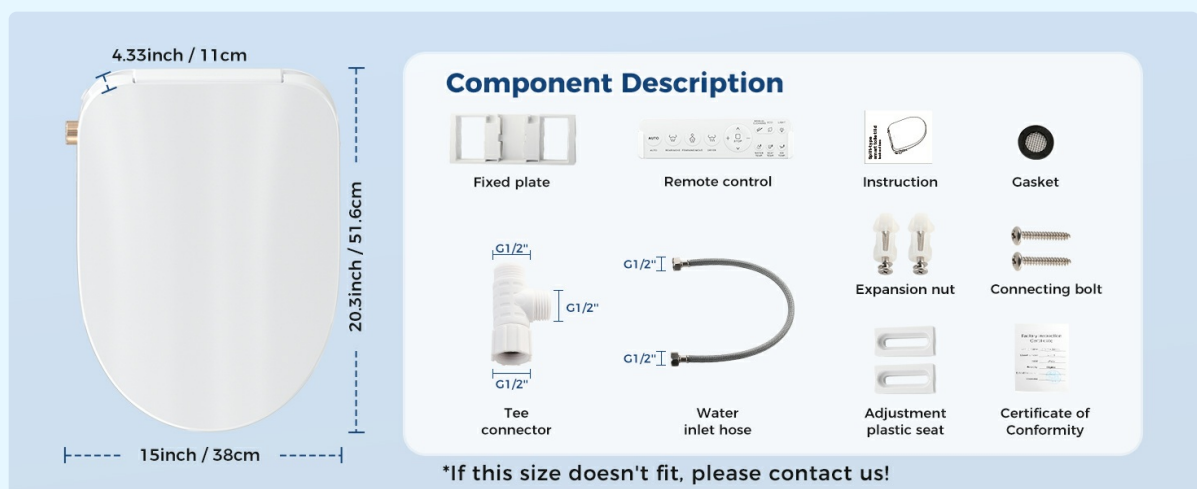 4.33inch / 11cm
20.3inch / 51.6cm
15inch / 38cm
Component Description
Fixed plate
AUTO
Remote control
Instruction
Gasket
G1/2"
G1/2"
G1/2"
Tee
connector
G1/2"
G1/2"
Water
inlet hose
Expansion nut
Connecting bolt
Adjustment
plastic seat
Certificate of
Conformity
*If this size doesn't fit, please contact us!